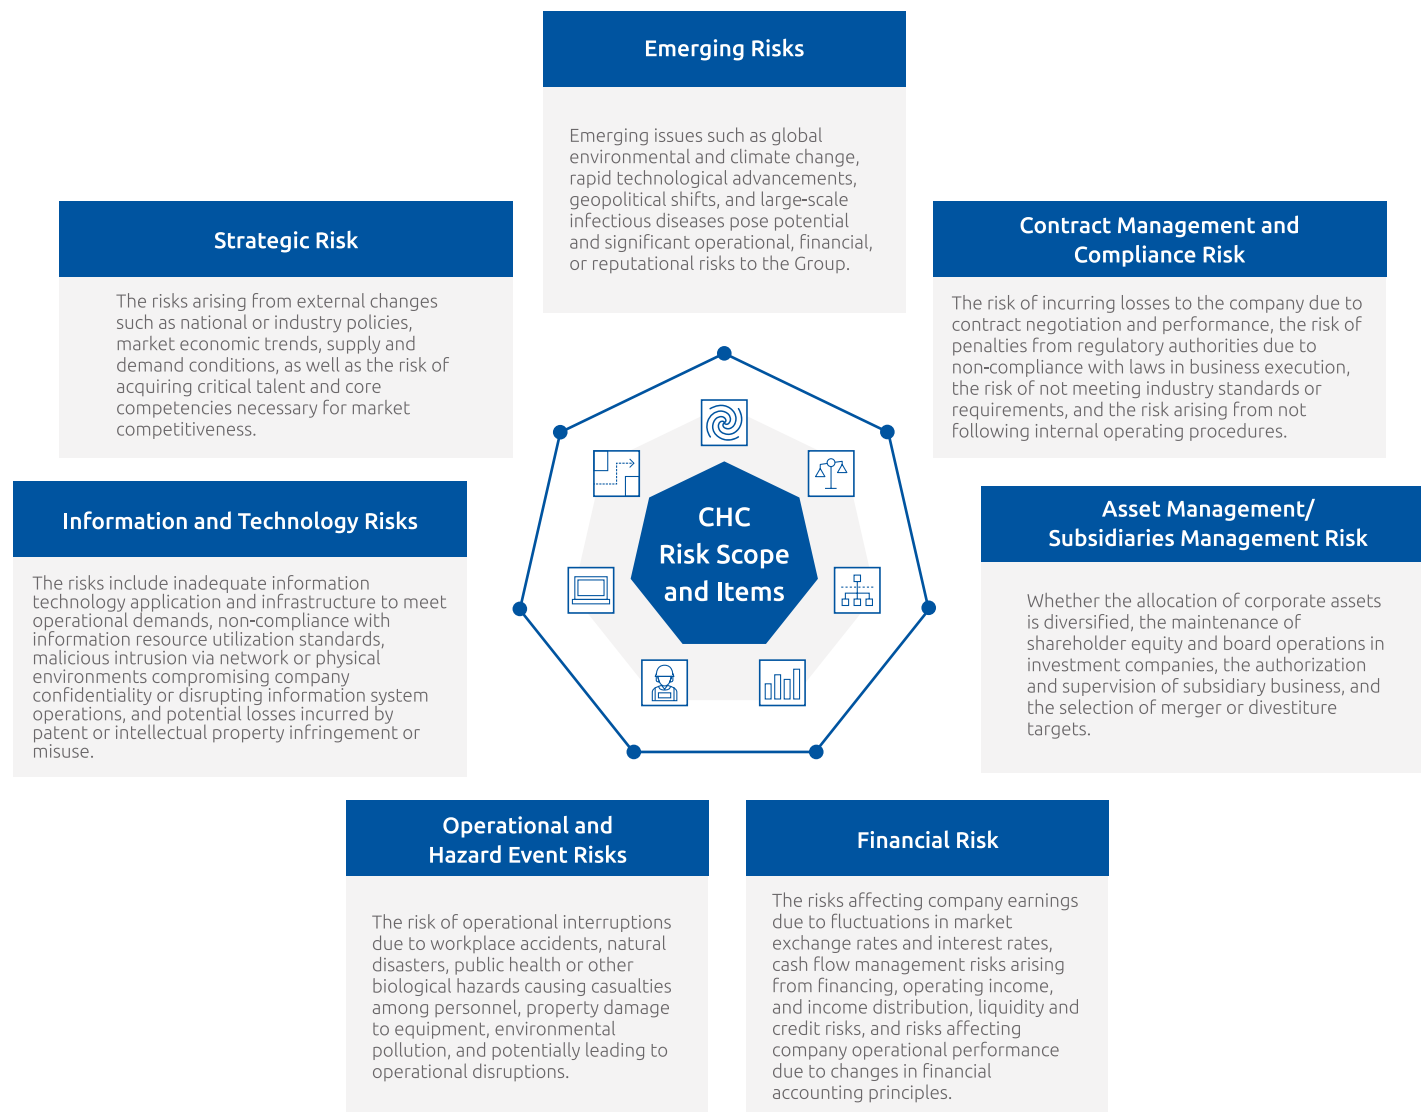 Emerging Risks
Emerging issues such as global
environmental and climate change,
rapid technological advancements,
geopolitical shifts, and large-scale
infectious diseases pose potential
and significant operational, financial,
or reputational risks to the Group.
Strategic Risk
The risks arising from external changes
such as national or industry policies,
market economic trends, supply and
demand conditions, as well as the risk of
acquiring critical talent and core
competencies necessary for market
competitiveness.
Contract Management and
Compliance Risk
The risk of incurring losses to the company due to
contract negotiation and performance, the risk of
penalties from regulatory authorities due to
non-compliance with laws in business execution,
the risk of not meeting industry standards or
requirements, and the risk arising from not
following internal operating procedures.
Information and Technology Risks
The risks include inadequate information
technology application and infrastructure to meet
operational demands, non-compliance with
information resource utilization standards,
malicious intrusion via network or physical
environments compromising company
confidentiality or disrupting information system
operations, and potential losses incurred by
patent or intellectual property infringement or
misuse.
CHC
Risk Scope
and Items
Asset Management/
Subsidiaries Management Risk
Whether the allocation of corporate assets
is diversified, the maintenance of
shareholder equity and board operations in
investment companies, the authorization
and supervision of subsidiary business, and
the selection of merger or divestiture
targets.
Operational and
Hazard Event Risks
The risk of operational interruptions
due to workplace accidents, natural
disasters, public health or other
biological hazards causing casualties
among personnel, property damage
to equipment, environmental
pollution, and potentially leading to
operational disruptions.
Financial Risk
The risks affecting company earnings
due to fluctuations in market
exchange rates and interest rates,
cash flow management risks arising
from financing, operating income,
and income distribution, liquidity and
credit risks, and risks affecting
company operational performance
due to changes in financial
accounting principles.